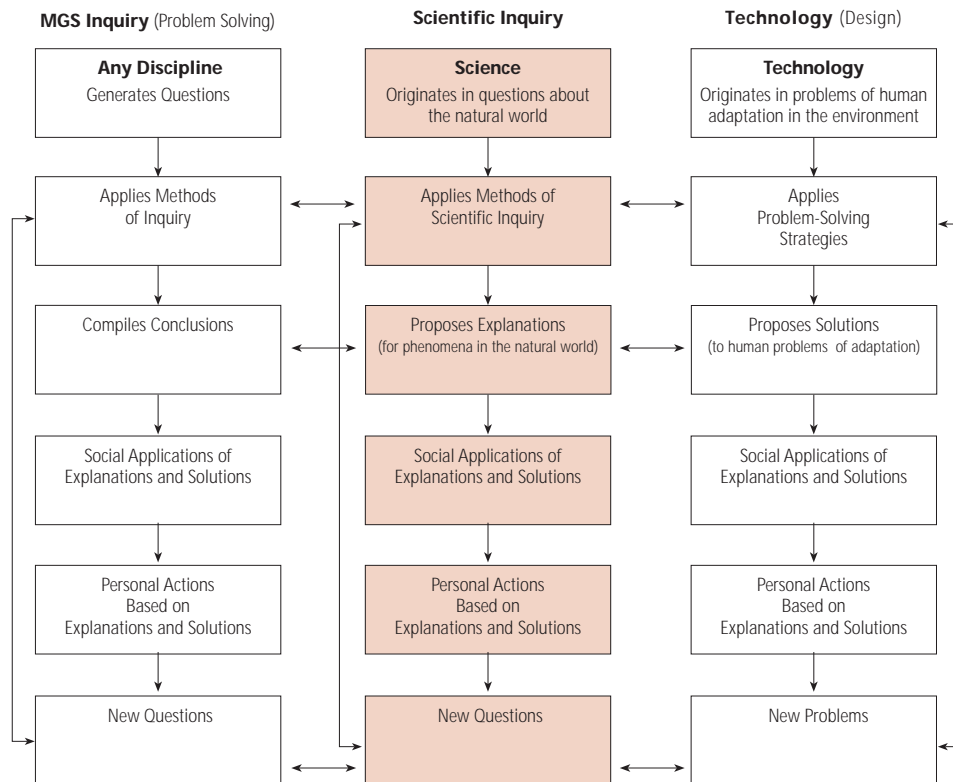 MGS Inquiry (Problem Solving)
Scientific Inquiry
Technology (Design)
Any Discipline
Generates Questions
Science
Originates in questions about
the natural world
Technology
Originates in problems of human
adaptation in the environment
Applies Methods
of Inquiry
Applies Methods of
Scientific Inquiry
Applies
Problem-Solving
Strategies
Compiles Conclusions
Proposes Explanations
(for phenomena in the natural world)
Proposes Solutions
(to human problems of adaptation)
Social Applications of
Explanations and Solutions
Social Applications of
Explanations and Solutions
Social Applications of
Explanations and Solutions
Personal Actions
Based on
Explanations and Solutions
Personal Actions
Based on
Explanations and Solutions
Personal Actions
Based on
Explanations and Solutions
New Questions
New Questions
New Problems